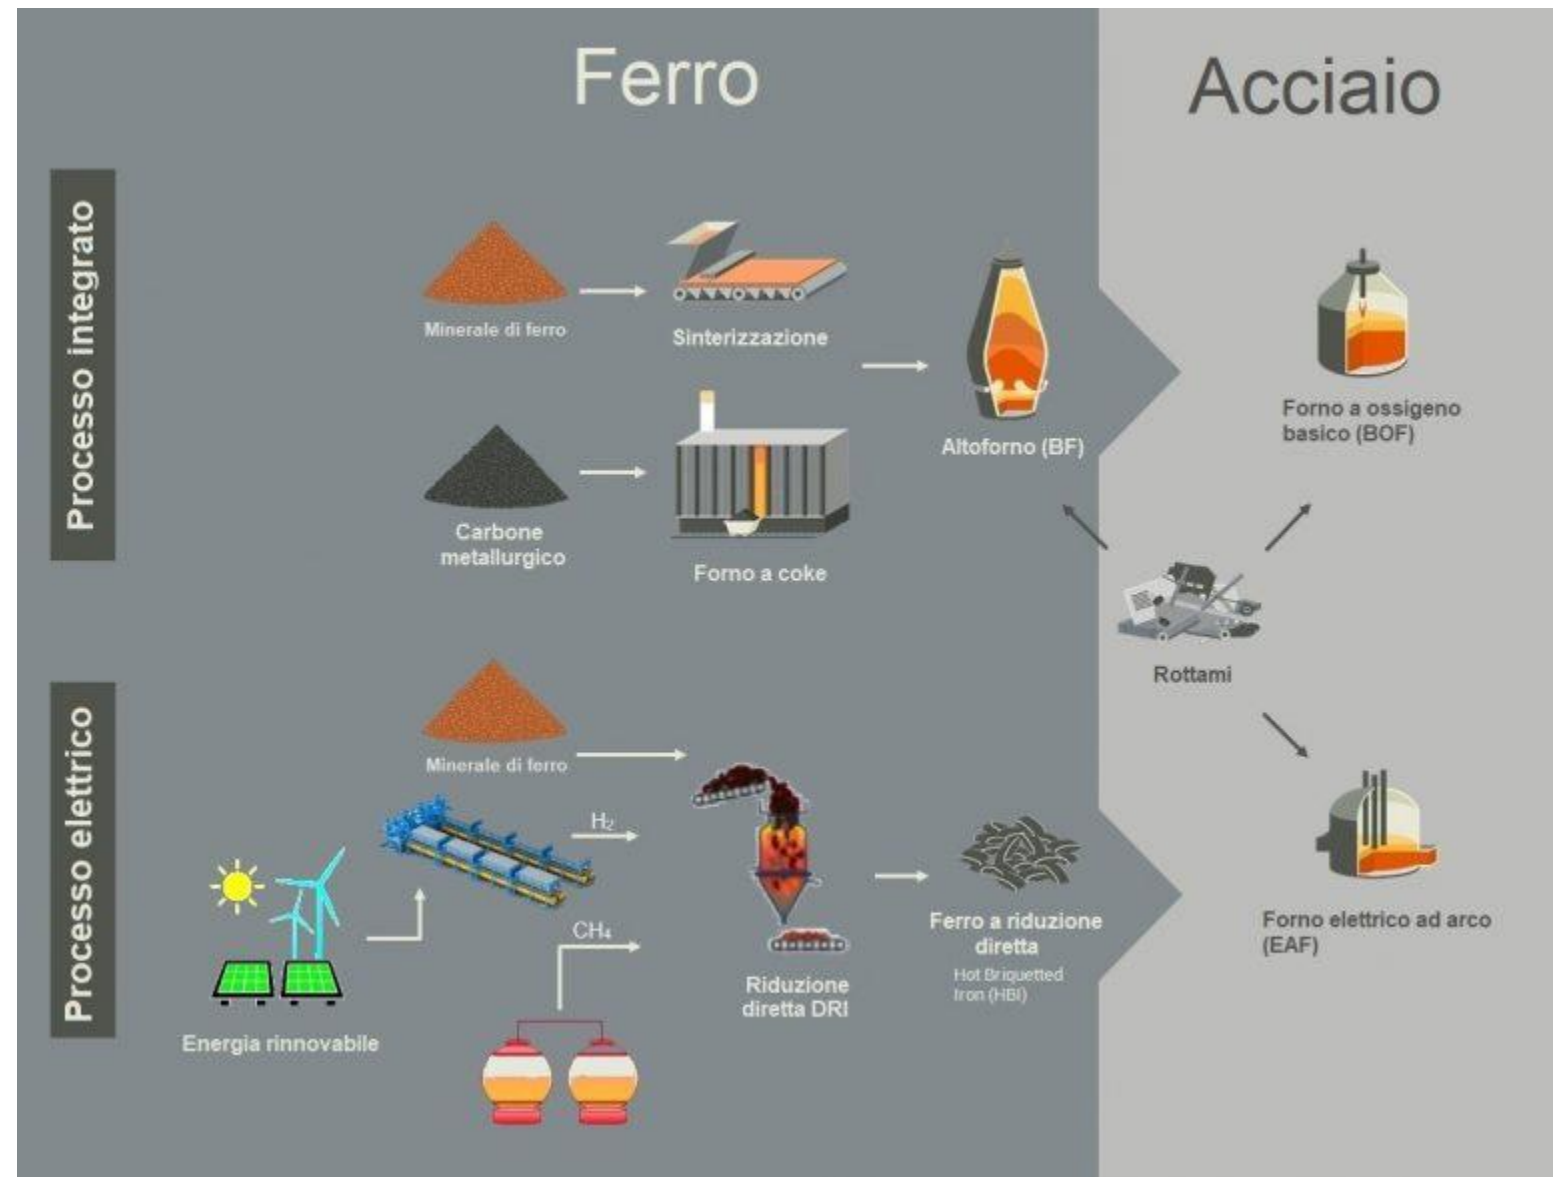 Ferro
Acciaio
Processo integrato
Minerale di ferro
Sinterizzazione
Altoforno (BF)
Forno a ossigeno
basico (BOF)
Carbone
metallurgico
Forno a coke
Rottami
Processo elettrico
Minerale di ferro
H₂
CH₄
Energia rinnovabile
Riduzione
diretta DRI
Ferro a riduzione
diretta
Hot Briquetted
Iron (HBI)
Forno elettrico ad arco
(EAF)